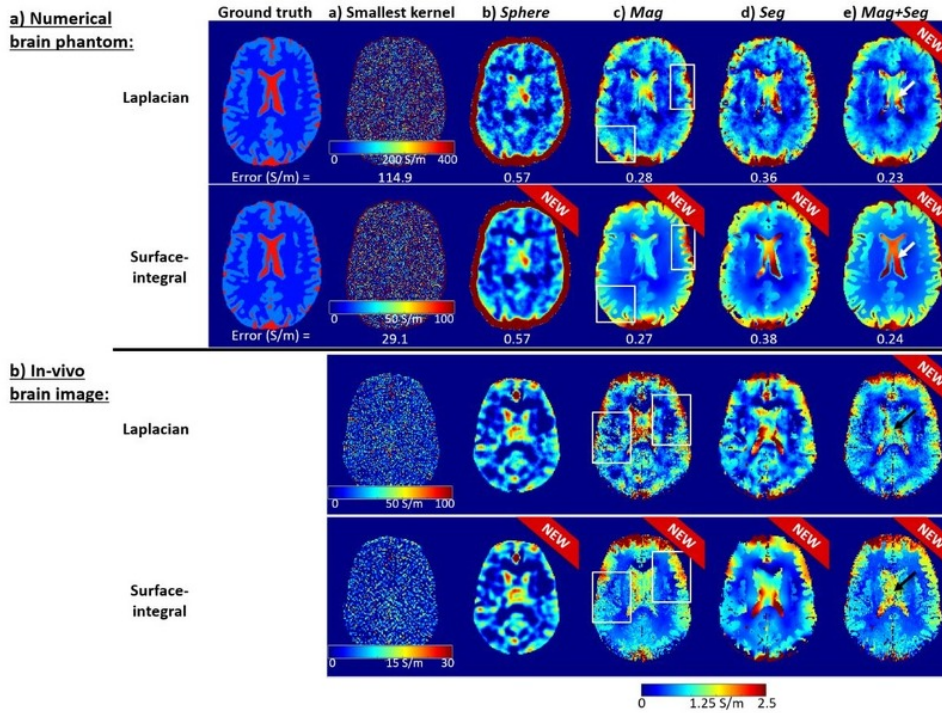 a) Numerical
brain phantom:
Ground truth a) Smallest kernel b) Sphere c) Mag d) Seg e) Mag+Seg
NEW
Laplacian
0 200 S/m 400
Error (S/m) = 114.9 0.57 0.28 0.36 0.23
NEW NEW NEW NEW
Surface-
integral
0 50 S/m 100
Error (S/m) = 29.1 0.57 0.27 0.38 0.24
b) In-vivo
brain image:
NEW
Laplacian
0 50 S/m 100
NEW NEW NEW NEW
Surface-
integral
0 15 S/m 30
0 1.25 S/m 2.5